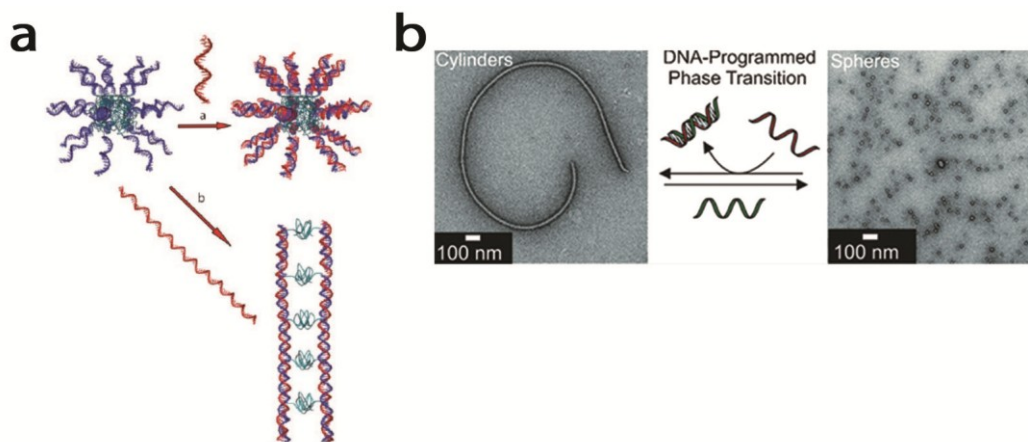 a
a
b
b
Cylinders
100 nm
DNA-Programmed
Phase Transition
Spheres
100 nm